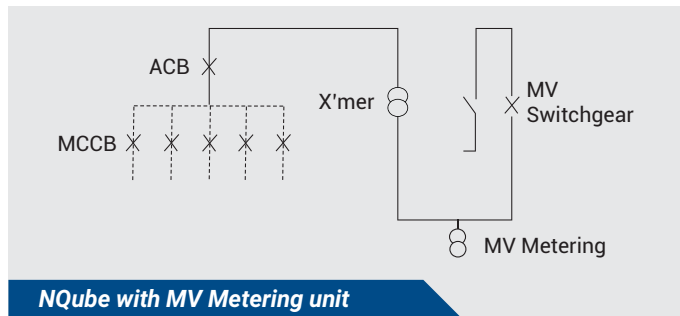 ACB
X'mer
MV
Switchgear
MCCB
MV Metering
NQube with MV Metering unit